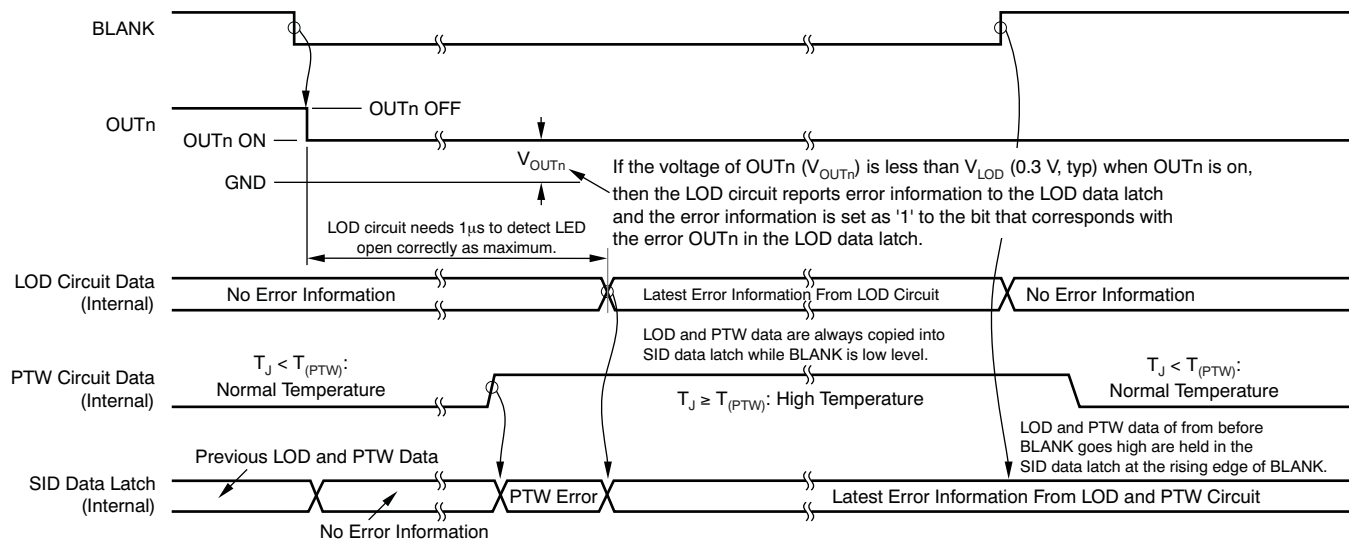 BLANK
OUTn OFF
OUTn
OUTn ON
V_OUTn
GND
If the voltage of OUTn (V_OUTn) is less than V_LOD (0.3 V, typ) when OUTn is on,
then the LOD circuit reports error information to the LOD data latch
and the error information is set as '1' to the bit that corresponds with
the error OUTn in the LOD data latch.
LOD circuit needs 1µs to detect LED
open correctly as maximum.
LOD Circuit Data
(Internal)
No Error Information
Latest Error Information From LOD Circuit
No Error Information
LOD and PTW data are always copied into
SID data latch while BLANK is low level.
PTW Circuit Data
(Internal)
T_J < T_(PTW):
Normal Temperature
T_J ≥ T_(PTW): High Temperature
T_J < T_(PTW):
Normal Temperature
LOD and PTW data of from before
BLANK goes high are held in the
SID data latch at the rising edge of BLANK.
Previous LOD and PTW Data
SID Data Latch
(Internal)
No Error Information
PTW Error
Latest Error Information From LOD and PTW Circuit